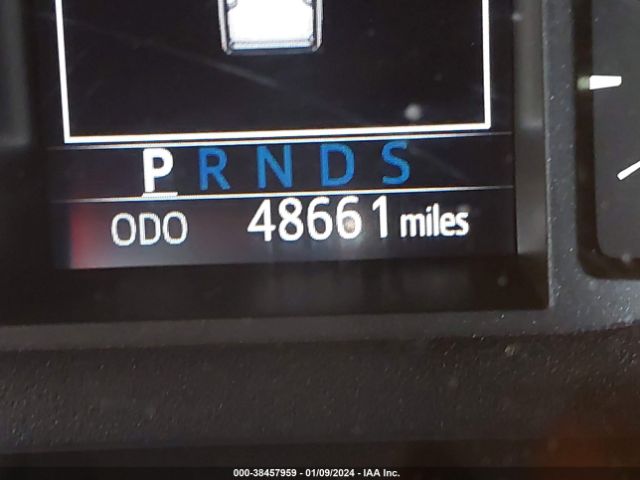 P R N D S
ODO 48661 miles
000-38457959 - 01/09/2024 - IAA Inc.